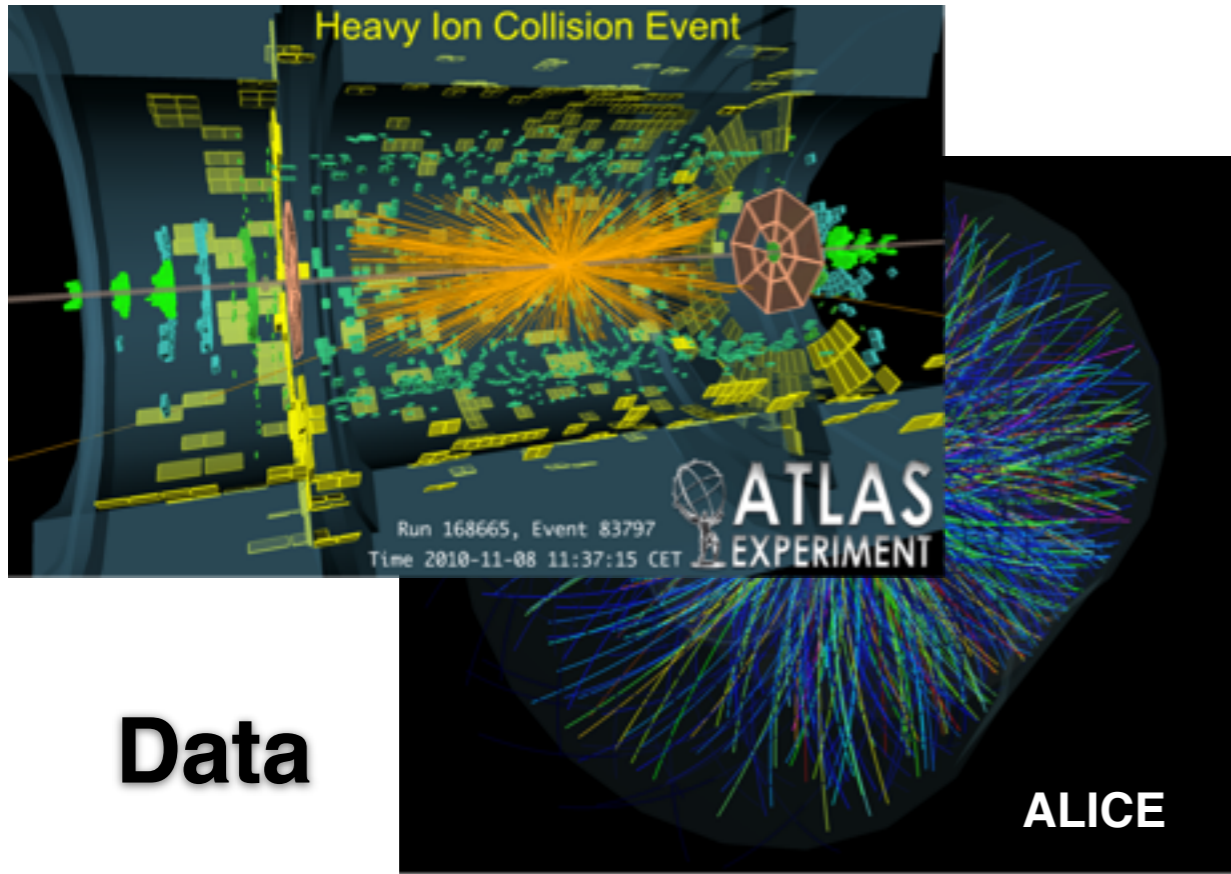 Heavy Ion Collision Event
Run 168665, Event 83797
Time 2010-11-08 11:37:15 CET
ATLAS
EXPERIMENT
Data
ALICE